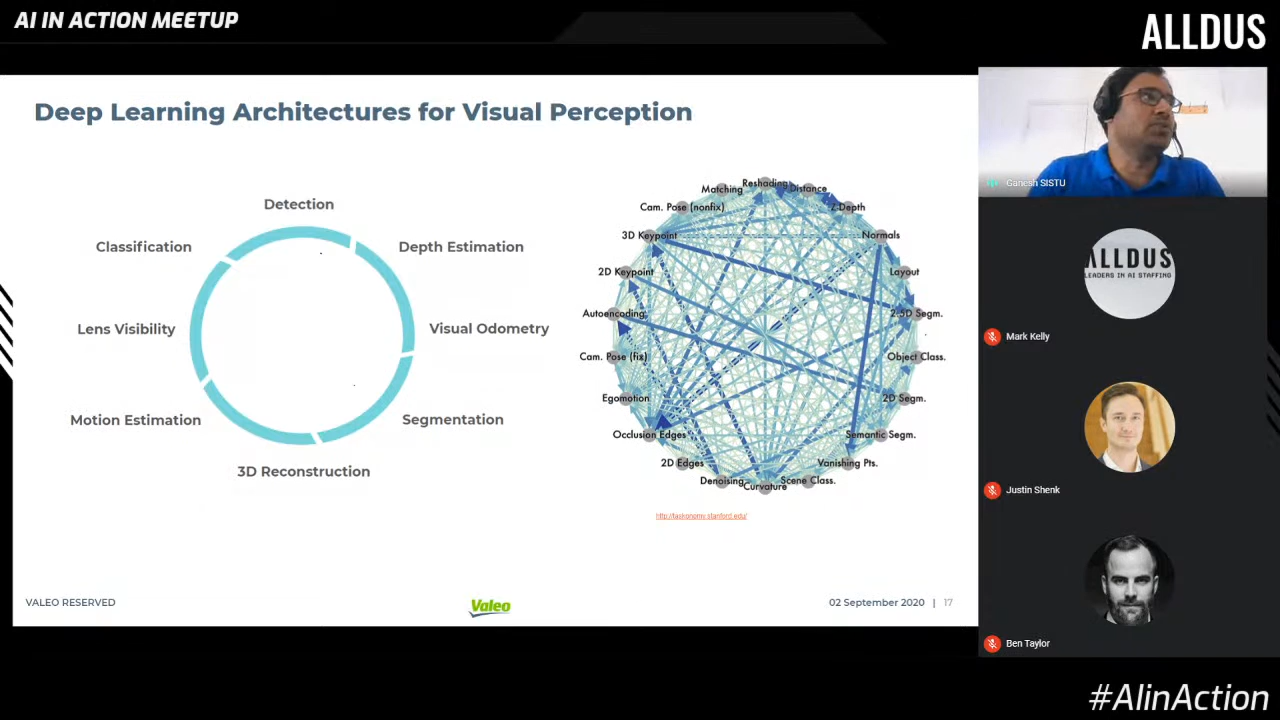 AI IN ACTION MEETUP
ALLDUS
Deep Learning Architectures for Visual Perception
Detection
Classification
Depth Estimation
Lens Visibility
Visual Odometry
Motion Estimation
Segmentation
3D Reconstruction
Reshading
Matching
Distance
Cam. Pose (nonfix)
Z-Depth
3D Keypoint
Normals
2D Keypoint
Layout
Autoencoding
2.5D Segm.
Cam. Pose (fix)
Object Class.
Egomotion
2D Segm.
Occlusion Edges
Semantic Segm.
2D Edges
Vanishing Pts.
Denoising
Curvature
Scene Class.
http://taskonomy.stanford.edu/
VALEO RESERVED
Valeo
02 September 2020 | 17
Ganesh SISTU
ALLDUS
LEADERS IN AI STAFFING
Mark Kelly
Justin Shenk
Ben Taylor
#AIinAction